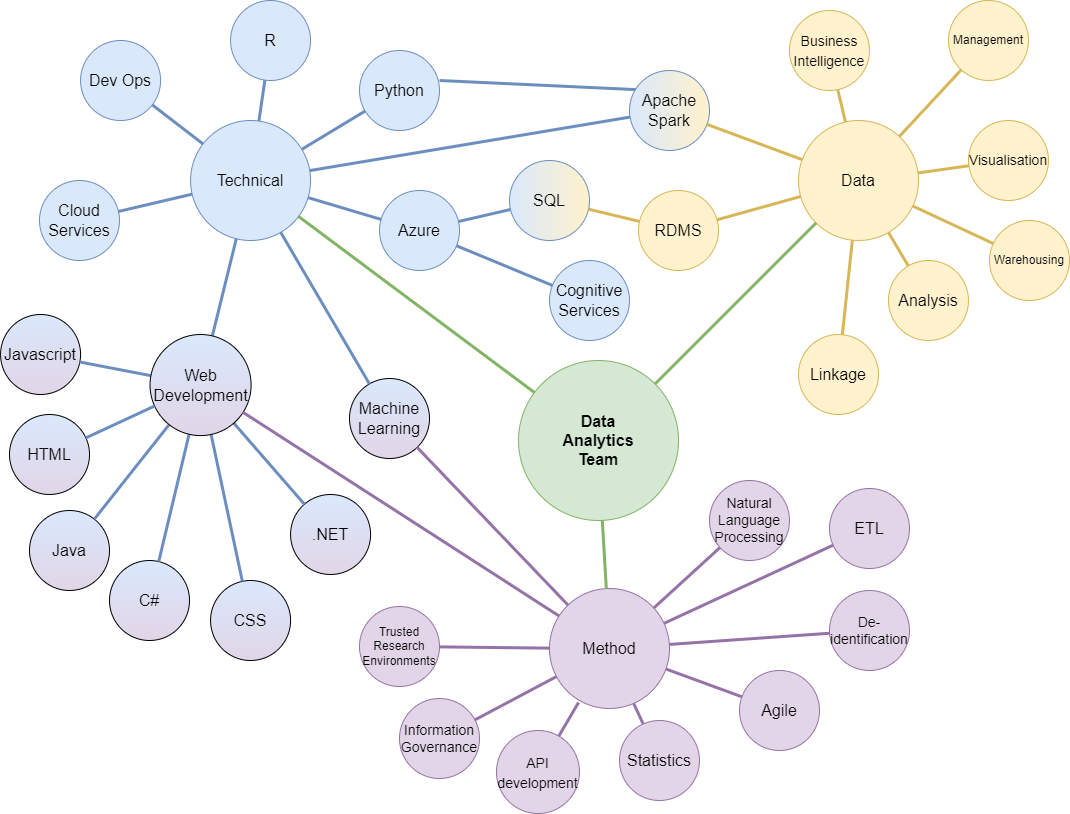 R
Dev Ops
Python
Business
Intelligence
Management
Apache
Spark
Technical
Data
Visualisation
Cloud
Services
Azure
SQL
RDMS
Warehousing
Cognitive
Services
Analysis
Javascript
Web
Development
Machine
Learning
Linkage
Data
Analytics
Team
HTML
Java
C#
CSS
.NET
Natural
Language
Processing
ETL
De-
identification
Trusted
Research
Environments
Method
Agile
Information
Governance
API
development
Statistics